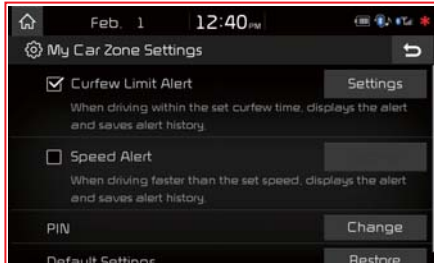 Feb. 1 12:40 PM
My Car Zone Settings
Curfew Limit Alert Settings
When driving within the set curfew time, displays the alert
and saves alert history.
Speed Alert
When driving faster than the set speed, displays the alert
and saves alert history.
PIN Change
Default Settings Restore